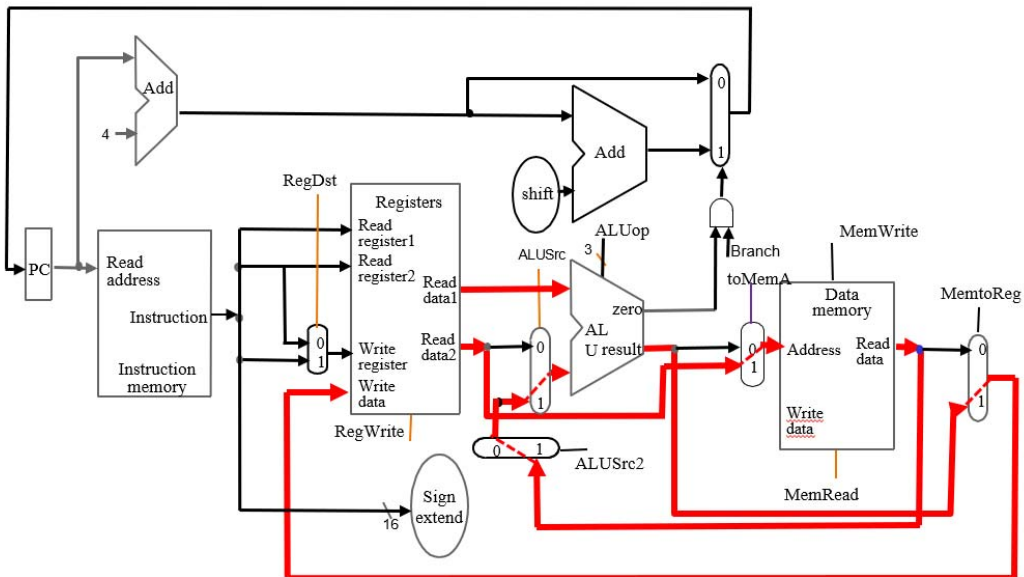 Add
4
0
1
Add
shift
RegDst
Registers
Read
register1
Read
register2
Read
data1
Read
data2
Write
register
Write
data
RegWrite
PC
Read
address
Instruction
Instruction
memory
0
1
ALUSrc
ALUop
3
zero
AL
U result
0
1
0
1
ALUSrc2
Sign
extend
16
Branch
toMemA
0
1
MemWrite
Data
memory
Address
Read
data
Write
data
MemRead
MemtoReg
0
1